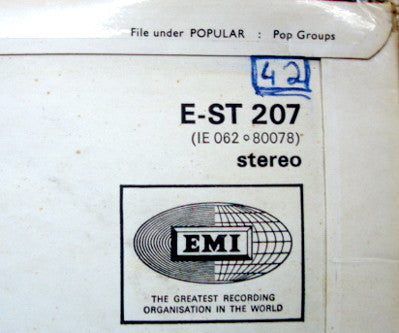 File under POPULAR : Pop Groups
42
E-ST 207
(IE 062 o 80078)
stereo
EMI
THE GREATEST RECORDING
ORGANISATION IN THE WORLD